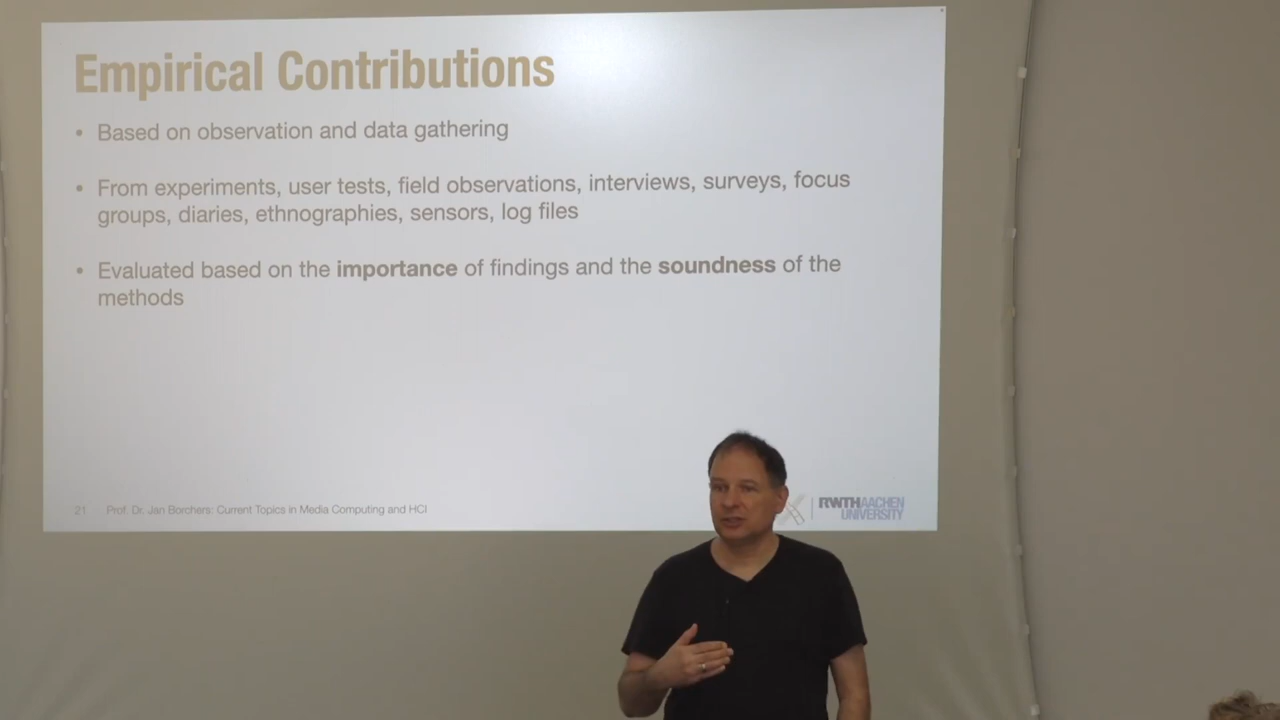 Empirical Contributions
• Based on observation and data gathering
• From experiments, user tests, field observations, interviews, surveys, focus
groups, diaries, ethnographies, sensors, log files
• Evaluated based on the importance of findings and the soundness of the
methods
21 Prof. Dr. Jan Borchers: Current Topics in Media Computing and HCI
RWTHAACHEN
UNIVERSITY